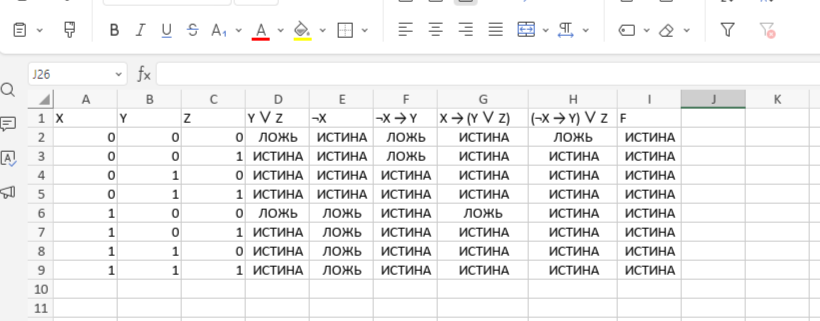 B I U S A
J26 fx
A B C D E F G H I J K
1 X Y Z Y ∨ Z ¬X ¬X → Y X → (Y ∨ Z) (¬X → Y) ∨ Z F
2 0 0 0 ЛОЖЬ ИСТИНА ЛОЖЬ ИСТИНА ЛОЖЬ ИСТИНА
3 0 0 1 ИСТИНА ИСТИНА ЛОЖЬ ИСТИНА ИСТИНА ИСТИНА
4 0 1 0 ИСТИНА ИСТИНА ИСТИНА ИСТИНА ИСТИНА ИСТИНА
5 0 1 1 ИСТИНА ИСТИНА ИСТИНА ИСТИНА ИСТИНА ИСТИНА
6 1 0 0 ЛОЖЬ ЛОЖЬ ИСТИНА ЛОЖЬ ИСТИНА ИСТИНА
7 1 0 1 ИСТИНА ЛОЖЬ ИСТИНА ИСТИНА ИСТИНА ИСТИНА
8 1 1 0 ИСТИНА ЛОЖЬ ИСТИНА ИСТИНА ИСТИНА ИСТИНА
9 1 1 1 ИСТИНА ЛОЖЬ ИСТИНА ИСТИНА ИСТИНА ИСТИНА
10
11